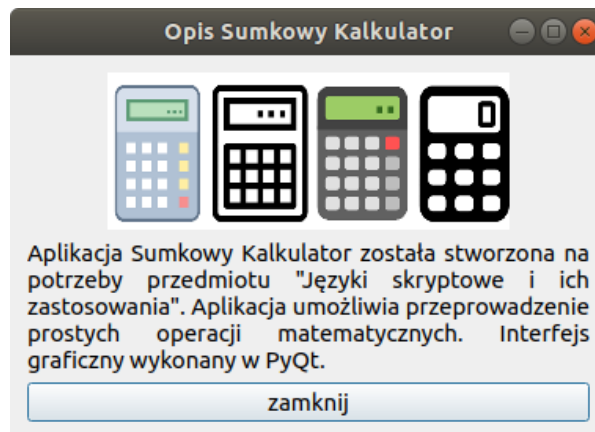 Opis Sumkowy Kalkulator
0
Aplikacja Sumkowy Kalkulator została stworzona na
potrzeby przedmiotu "Języki skryptowe i ich
zastosowania". Aplikacja umożliwia przeprowadzenie
prostych operacji matematycznych. Interfejs
graficzny wykonany w PyQt.
zamknij